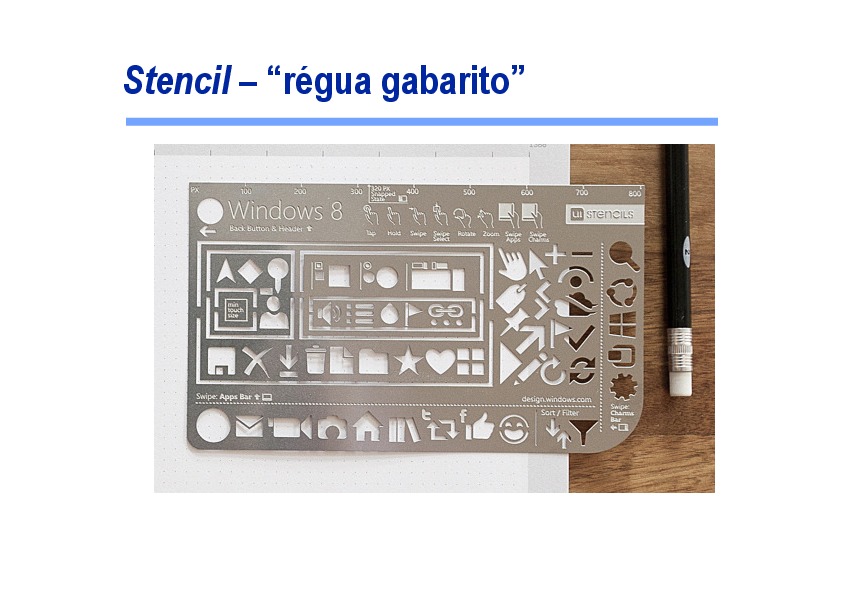 Stencil – “régua gabarito”
PX 100 200 300 400 500 600 700 800
320 PX
Snapped
State
Windows 8
Back Button & Header
Tap Hold Swipe Swipe Select Rotate Zoom Swipe Apps Swipe Charms
UI STENCILS
min
touch
size
Swipe: Apps Bar
design.windows.com
Sort / Filter
Swipe:
Charms
Bar
2